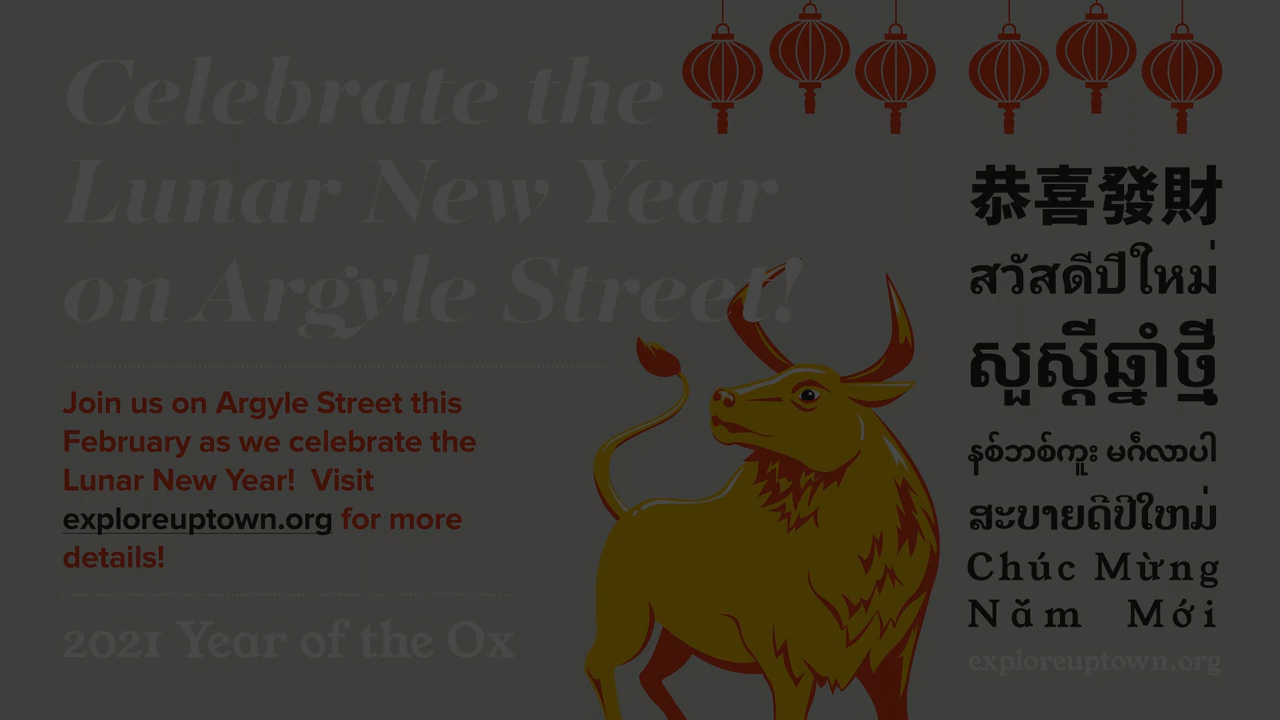 Celebrate the
Lunar New Year
on Argyle Street!
Join us on Argyle Street this
February as we celebrate the
Lunar New Year! Visit
exploreuptown.org for more
details!
2021 Year of the Ox
恭喜發財
สวัสดีปีใหม่
សួស្តីឆ្នាំថ្មី
နှစ်သစ်ကူး မင်္ဂလာပါ
ສະບາຍດີປີໃຫມ່
Chúc Mừng
Năm Mới
exploreuptown.org